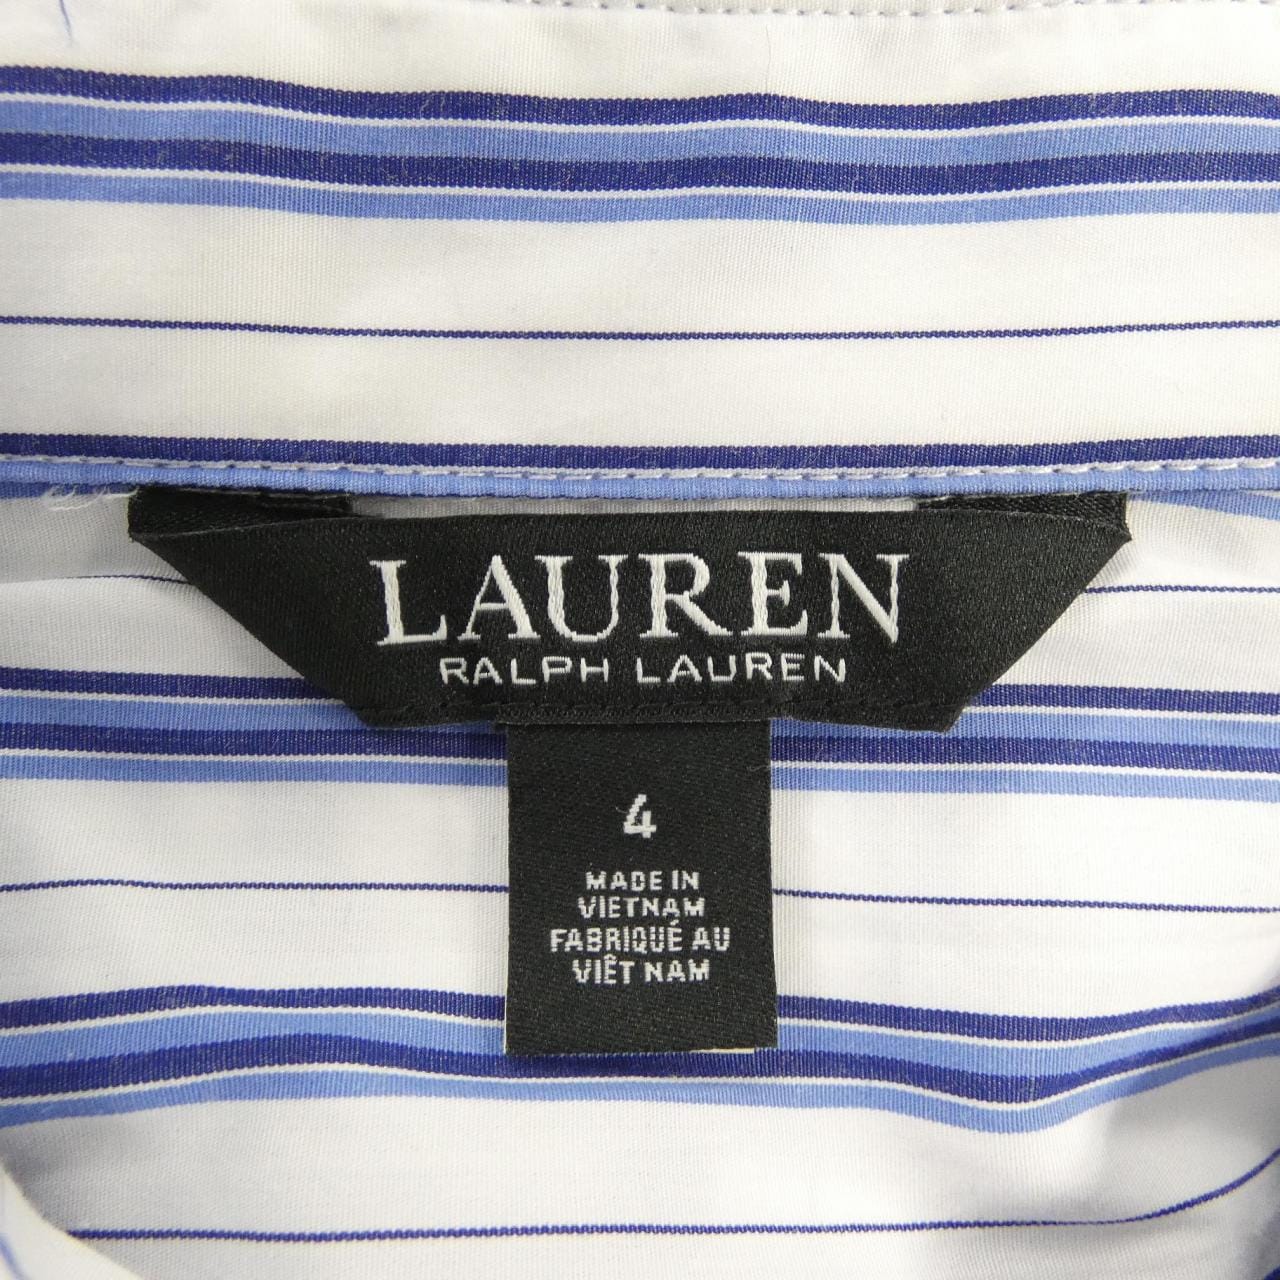 LAUREN
RALPH LAUREN
4
MADE IN
VIETNAM
FABRIQUÉ AU
VIÊT NAM